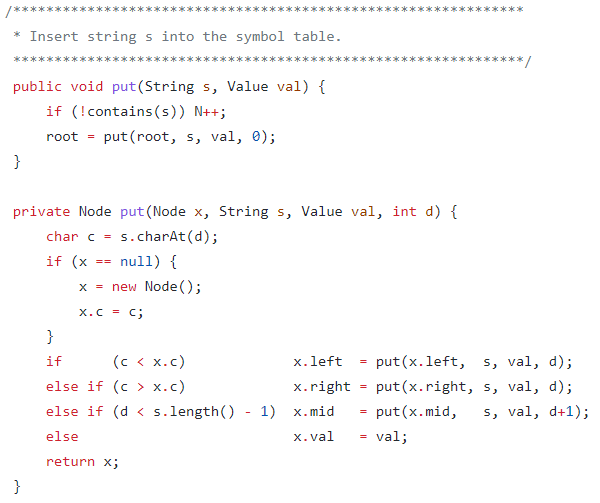 /**************************************************************
 * Insert string s into the symbol table.
 **************************************************************/
 public void put(String s, Value val) {
     if (!contains(s)) N++;
     root = put(root, s, val, 0);
 }

 private Node put(Node x, String s, Value val, int d) {
     char c = s.charAt(d);
     if (x == null) {
         x = new Node();
         x.c = c;
     }
     if      (c < x.c)             x.left  = put(x.left,  s, val, d);
     else if (c > x.c)             x.right = put(x.right, s, val, d);
     else if (d < s.length() - 1)  x.mid   = put(x.mid,   s, val, d+1);
     else                          x.val   = val;
     return x;
 }